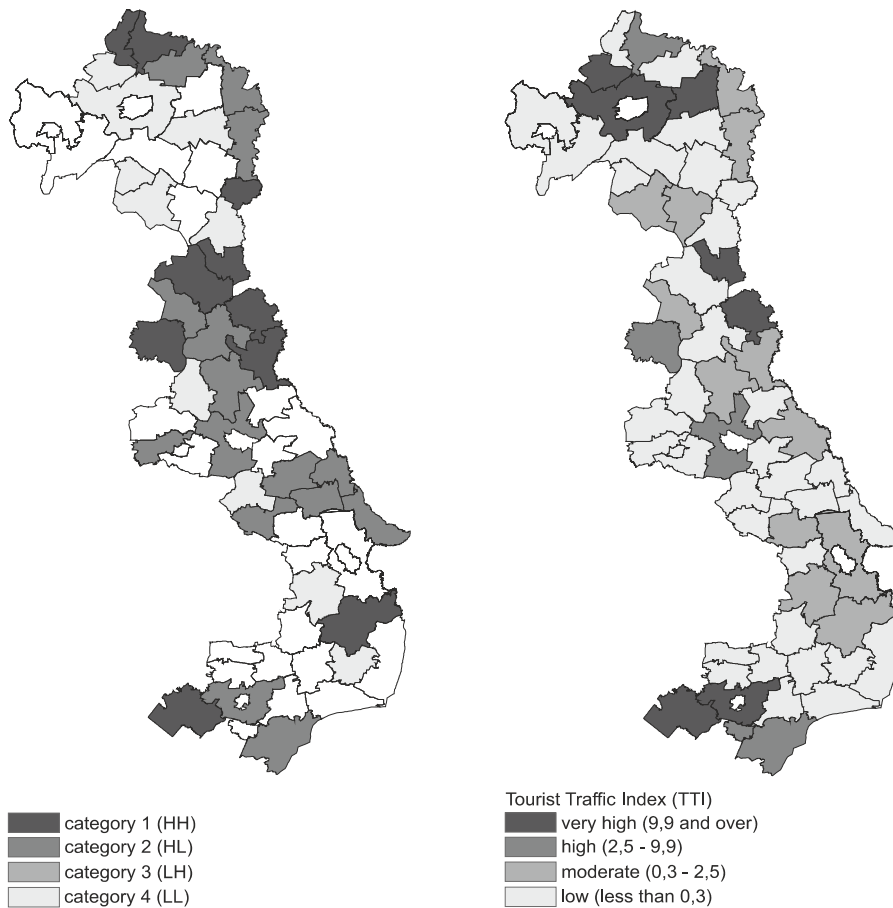 category 1 (HH)
category 2 (HL)
category 3 (LH)
category 4 (LL)
Tourist Traffic Index (TTI)
very high (9,9 and over)
high (2,5 - 9,9)
moderate (0,3 - 2,5)
low (less than 0,3)